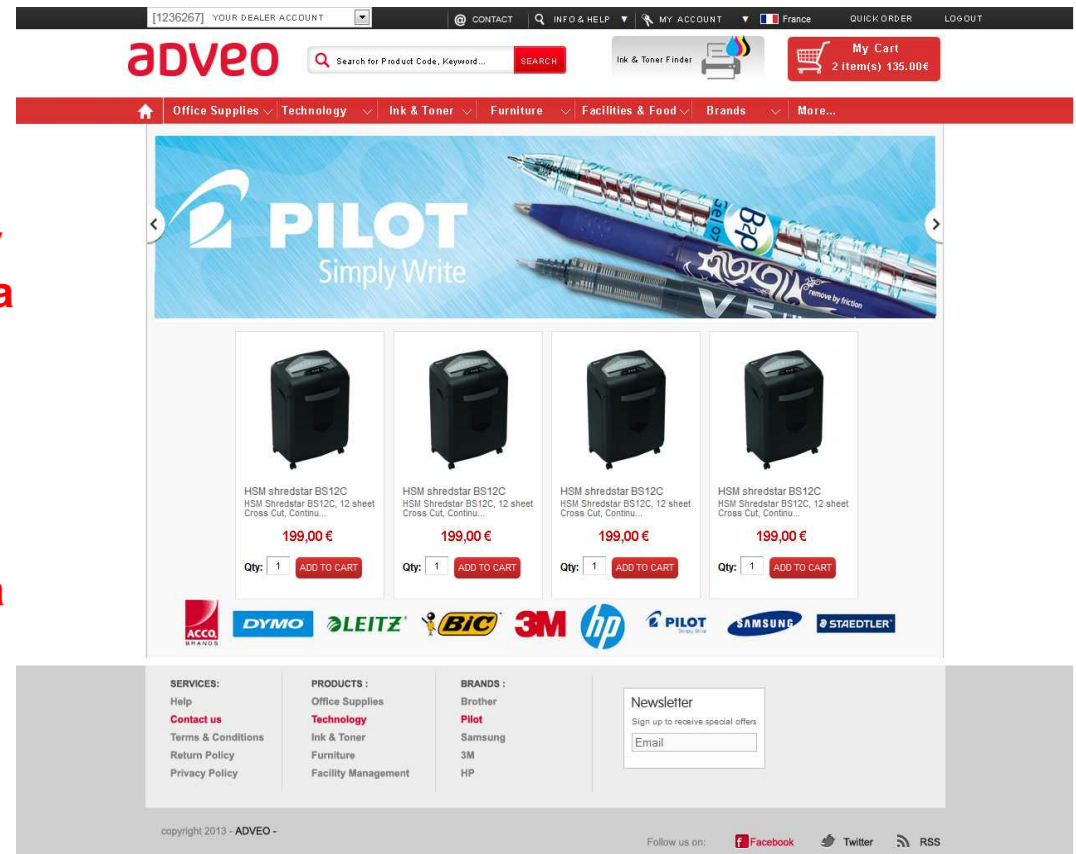 [1236267] YOUR DEALER ACCOUNT
@ CONTACT
INFO & HELP
MY ACCOUNT
France
QUICK ORDER
LOGOUT
ADVEO
Search for Product Code, Keyword...
SEARCH
Ink & Toner Finder
My Cart
2 item(s) 135.00€
Office Supplies
Technology
Ink & Toner
Furniture
Facilities & Food
Brands
More...
PILOT
Simply Write
B2P
Gel 07
remove by friction
V5
a
a
HSM shredstar BS12C
HSM Shredstar BS12C, 12 sheet
Cross Cut, Continu...
199,00 €
Qty: 1 ADD TO CART
HSM shredstar BS12C
HSM Shredstar BS12C, 12 sheet
Cross Cut, Continu...
199,00 €
Qty: 1 ADD TO CART
HSM shredstar BS12C
HSM Shredstar BS12C, 12 sheet
Cross Cut, Continu...
199,00 €
Qty: 1 ADD TO CART
HSM shredstar BS12C
HSM Shredstar BS12C, 12 sheet
Cross Cut, Continu...
199,00 €
Qty: 1 ADD TO CART
ACCO
BRANDS
DYMO
LEITZ
BIC
3M
hp
PILOT
Simply Write
SAMSUNG
STAEDTLER
SERVICES:
Help
Contact us
Terms & Conditions
Return Policy
Privacy Policy
PRODUCTS :
Office Supplies
Technology
Ink & Toner
Furniture
Facility Management
BRANDS :
Brother
Pilot
Samsung
3M
HP
Newsletter
Sign up to receive special offers
Email
copyright 2013 - ADVEO -
Follow us on:
Facebook
Twitter
RSS